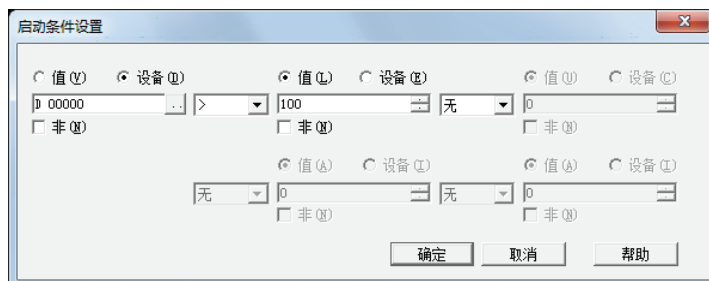 启动条件设置
值(V) 设备(D) 值(L) 设备(E) 值(U) 设备(C)
D 00000 .. > 100 无 0
非(N) 非(N) 非(N)
值(A) 设备(I) 值(A) 设备(I)
无 0 无 0
非(N) 非(N)
确定 取消 帮助